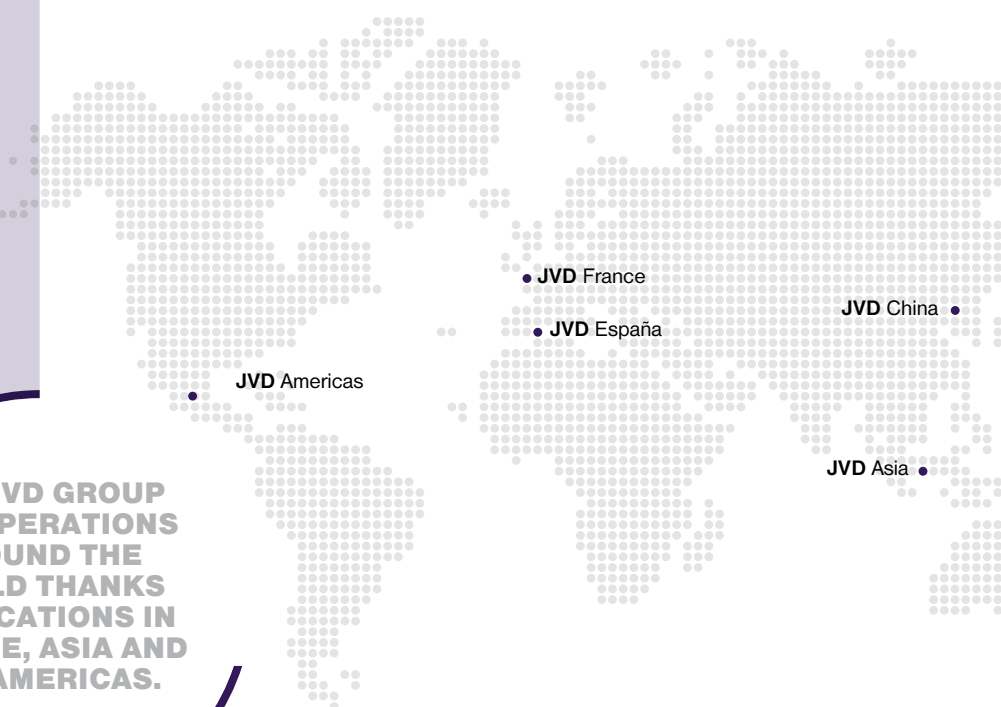 JVD France
JVD China
JVD España
JVD Americas
JVD Asia
VD GROUP
PERATIONS
OUND THE
LD THANKS
CATIONS IN
E, ASIA AND
AMERICAS.